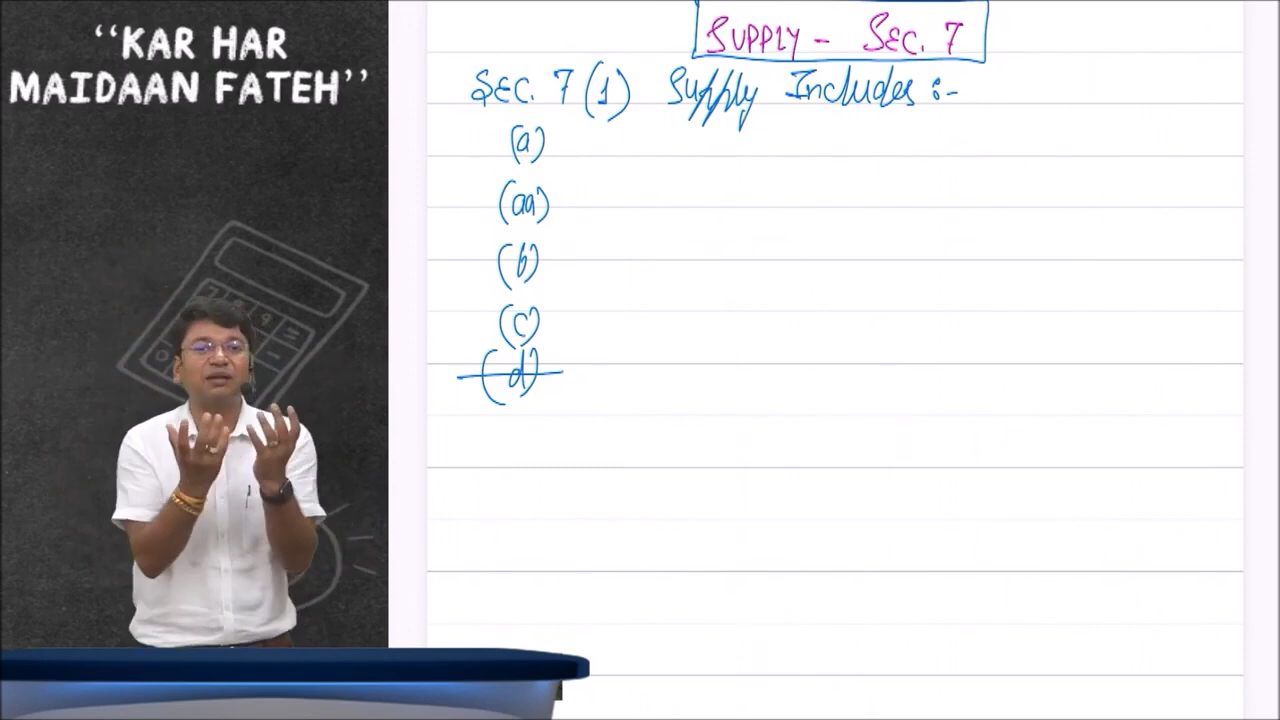 “KAR HAR
MAIDAAN FATEH”
SUPPLY - SEC. 7
SEC. 7 (1) Supply Includes :-
(a)
(aa)
(b)
(c)
(d)